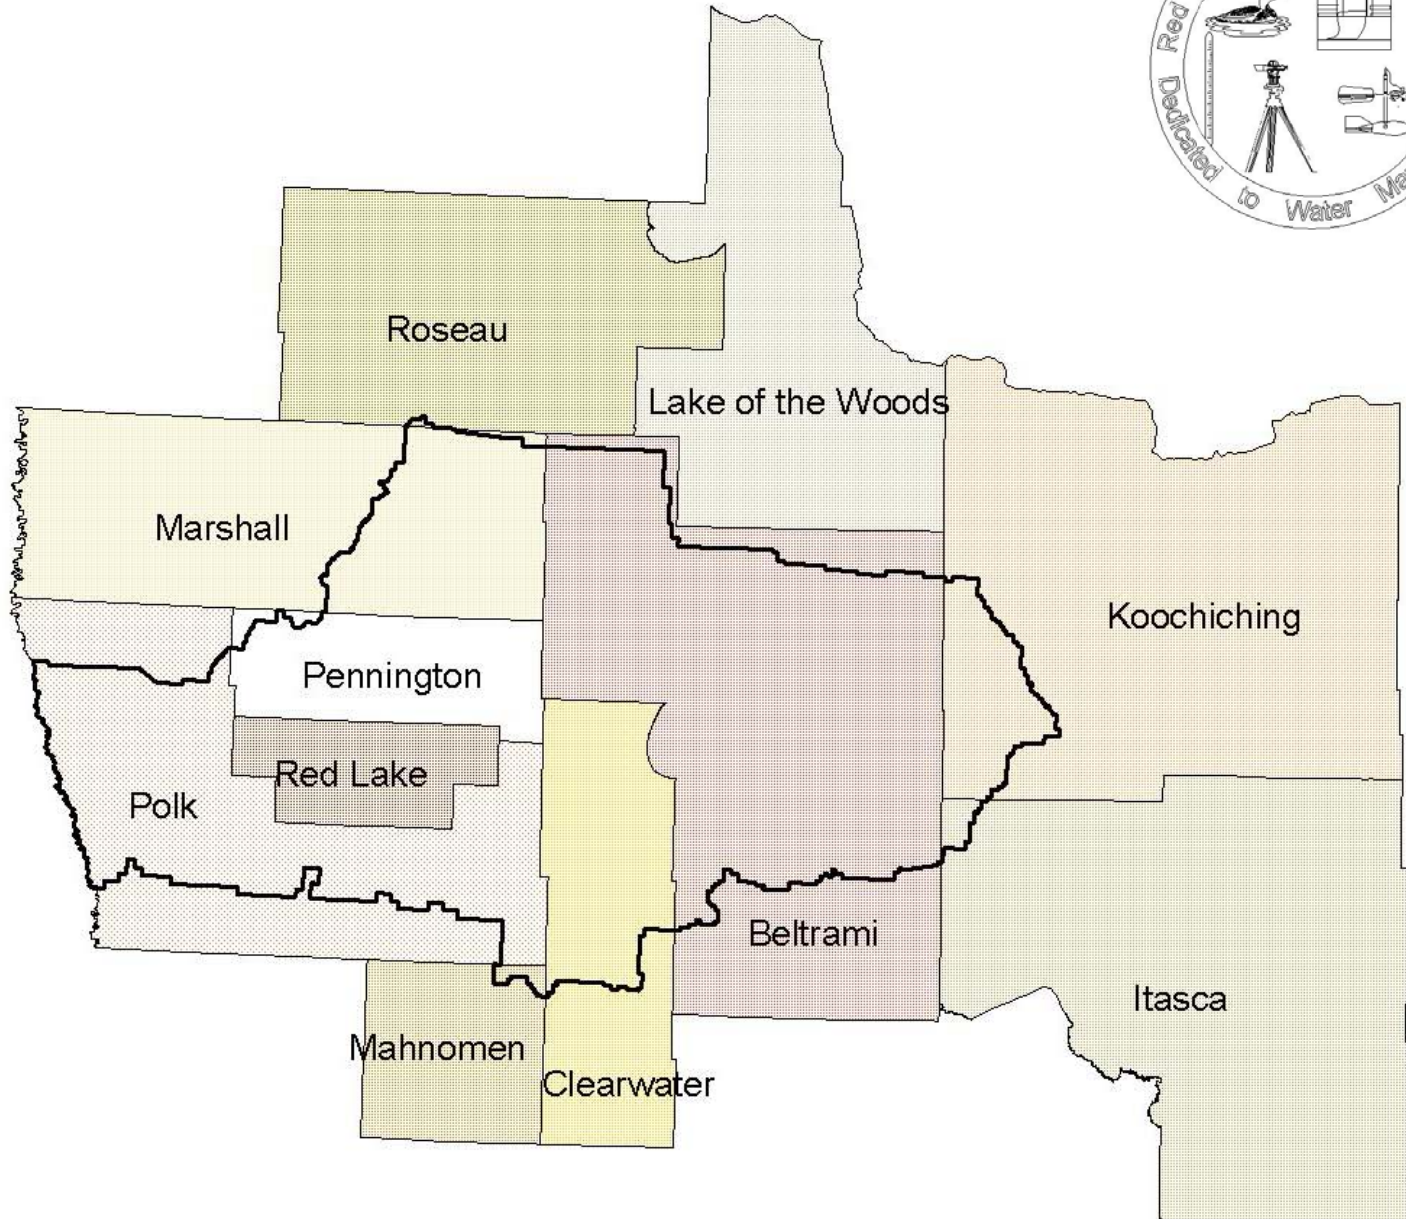 Red
Dedicated to Water
Roseau
Lake of the Woods
Marshall
Koochiching
Pennington
Red Lake
Polk
Beltrami
Itasca
Mahnomen
Clearwater